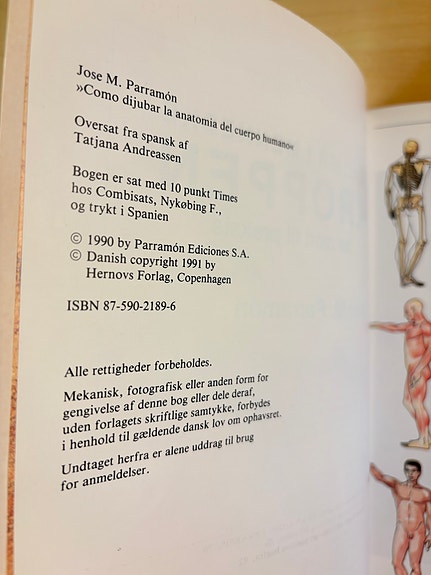 Jose M. Parramón
»Como dijubar la anatomia del cuerpo humano«
Oversat fra spansk af
Tatjana Andreassen
Bogen er sat med 10 punkt Times
hos Combisats, Nykøbing F.,
og trykt i Spanien
© 1990 by Parramón Ediciones S.A.
© Danish copyright 1991 by
Hernovs Forlag, Copenhagen
ISBN 87-590-2189-6
Alle rettigheder forbeholdes.
Mekanisk, fotografisk eller anden form for
gengivelse af denne bog eller dele deraf,
uden forlagets skriftlige samtykke, forbydes
i henhold til gældende dansk lov om ophavsret.
Undtaget herfra er alene uddrag til brug
for anmeldelser.